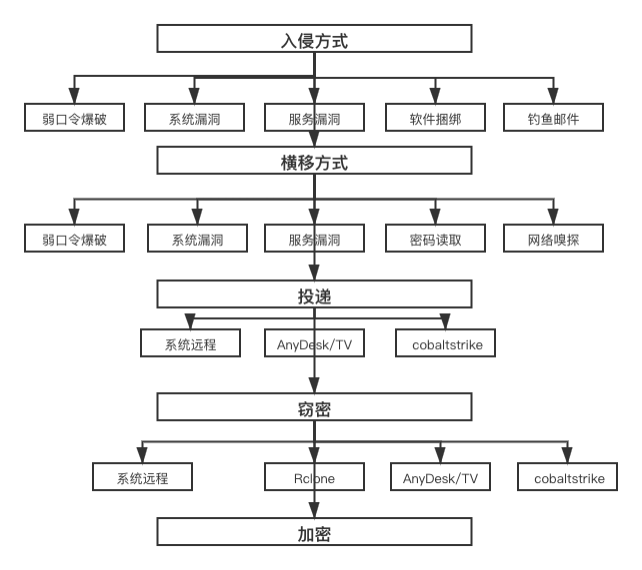 入侵方式
弱口令爆破 系统漏洞 服务漏洞 软件捆绑 钓鱼邮件
横移方式
弱口令爆破 系统漏洞 服务漏洞 密码读取 网络嗅探
投递
系统远程 AnyDesk/TV cobaltstrike
窃密
系统远程 Rclone AnyDesk/TV cobaltstrike
加密